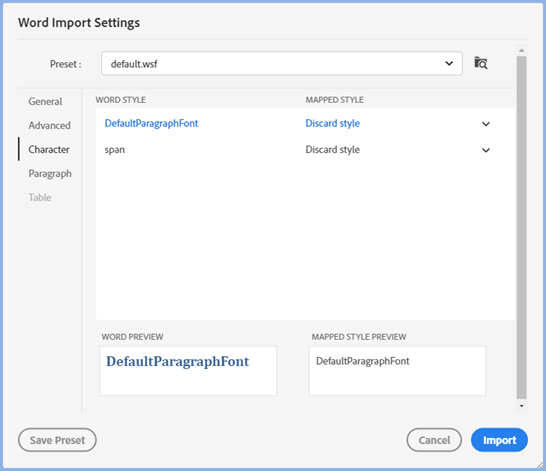 Word Import Settings
Preset : default.wsf
General
Advanced
Character
Paragraph
Table
WORD STYLE MAPPED STYLE
DefaultParagraphFont Discard style
span Discard style
WORD PREVIEW MAPPED STYLE PREVIEW
DefaultParagraphFont DefaultParagraphFont
Save Preset Cancel Import